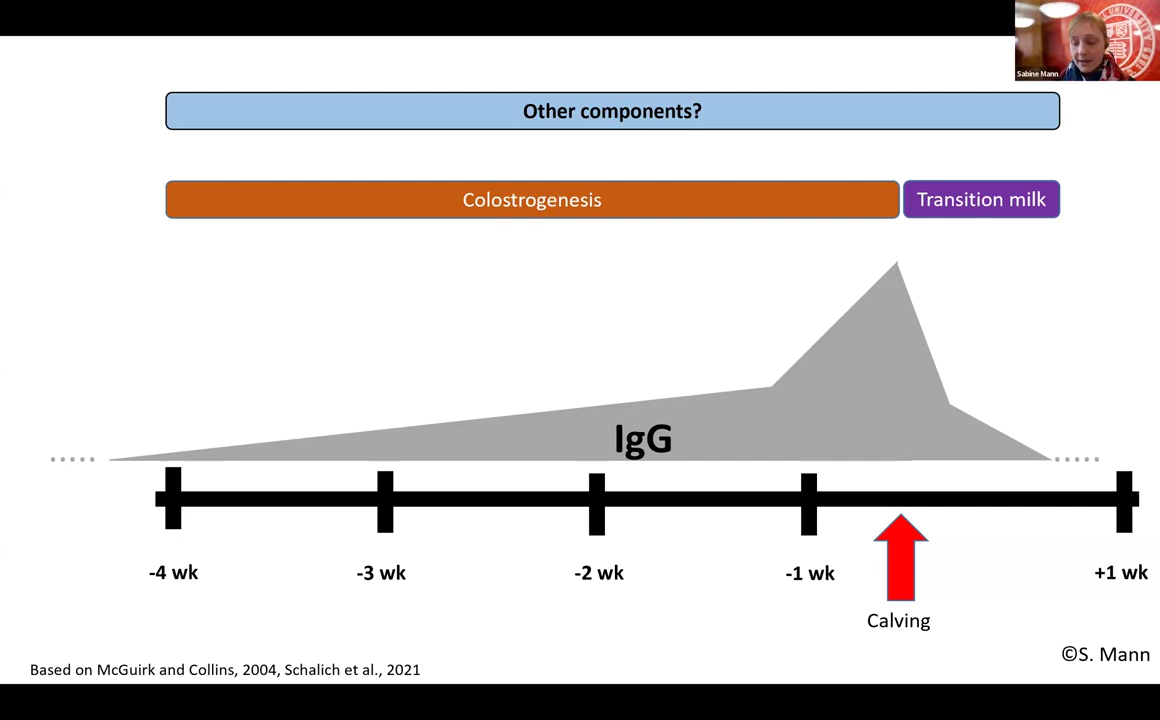 Sabine Mann
Other components?
Colostrogenesis
Transition milk
IgG
-4 wk
-3 wk
-2 wk
-1 wk
+1 wk
Calving
©S. Mann
Based on McGuirk and Collins, 2004, Schalich et al., 2021